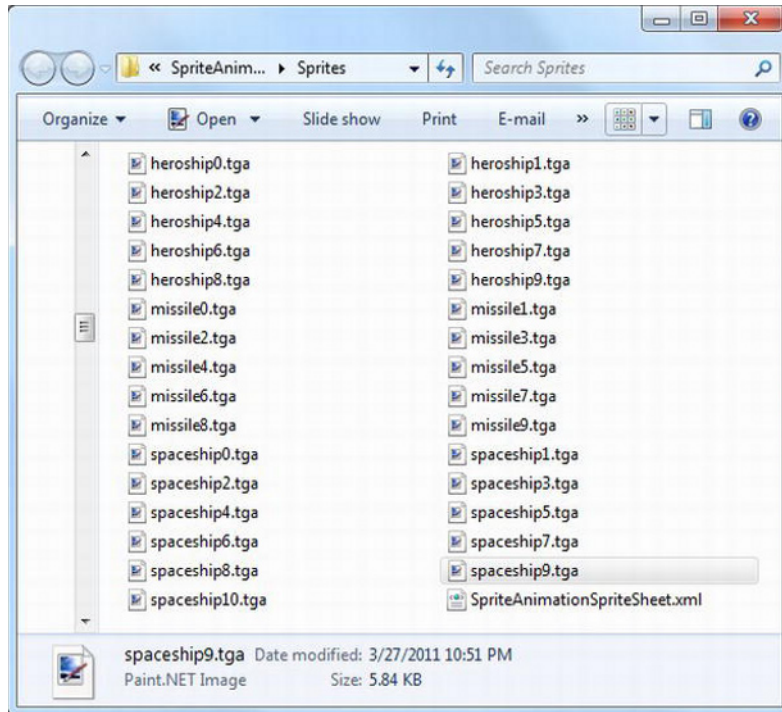 « SpriteAnim... Sprites Search Sprites
Organize Open Slide show Print E-mail »
heroship0.tga heroship1.tga
heroship2.tga heroship3.tga
heroship4.tga heroship5.tga
heroship6.tga heroship7.tga
heroship8.tga heroship9.tga
missile0.tga missile1.tga
missile2.tga missile3.tga
missile4.tga missile5.tga
missile6.tga missile7.tga
missile8.tga missile9.tga
spaceship0.tga spaceship1.tga
spaceship2.tga spaceship3.tga
spaceship4.tga spaceship5.tga
spaceship6.tga spaceship7.tga
spaceship8.tga spaceship9.tga
spaceship10.tga SpriteAnimationSpriteSheet.xml
spaceship9.tga Date modified: 3/27/2011 10:51 PM
Paint.NET Image Size: 5.84 KB